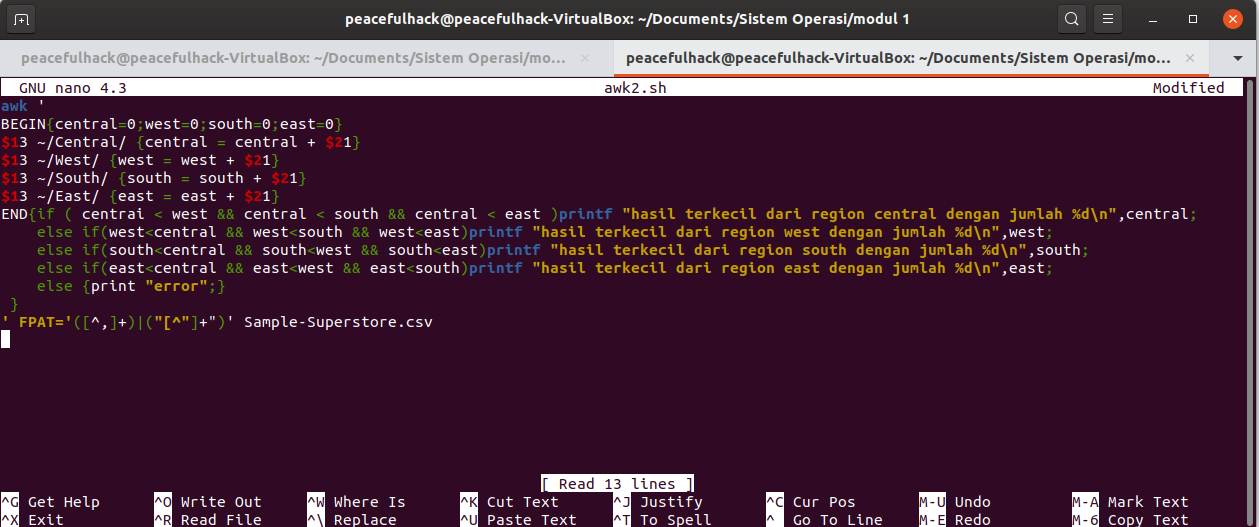 peacefulhack@peacefulhack-VirtualBox: ~/Documents/Sistem Operasi/modul 1
peacefulhack@peacefulhack-VirtualBox: ~/Documents/Sistem Operasi/mo... × peacefulhack@peacefulhack-VirtualBox: ~/Documents/Sistem Operasi/mo... ×
GNU nano 4.3 awk2.sh Modified
awk '
BEGIN{central=0;west=0;south=0;east=0}
$13 ~/Central/ {central = central + $21}
$13 ~/West/ {west = west + $21}
$13 ~/South/ {south = south + $21}
$13 ~/East/ {east = east + $21}
END{if ( central < west && central < south && central < east )printf "hasil terkecil dari region central dengan jumlah %d\n",central;
    else if(west<central && west<south && west<east)printf "hasil terkecil dari region west dengan jumlah %d\n",west;
    else if(south<central && south<west && south<east)printf "hasil terkecil dari region south dengan jumlah %d\n",south;
    else if(east<central && east<west && east<south)printf "hasil terkecil dari region east dengan jumlah %d\n",east;
    else {print "error";}
 }
' FPAT='([^,]+)|("[^"]+")' Sample-Superstore.csv
[ Read 13 lines ]
^G Get Help ^O Write Out ^W Where Is ^K Cut Text ^J Justify ^C Cur Pos M-U Undo M-A Mark Text
^X Exit ^R Read File ^\ Replace ^U Paste Text ^T To Spell ^_ Go To Line M-E Redo M-6 Copy Text